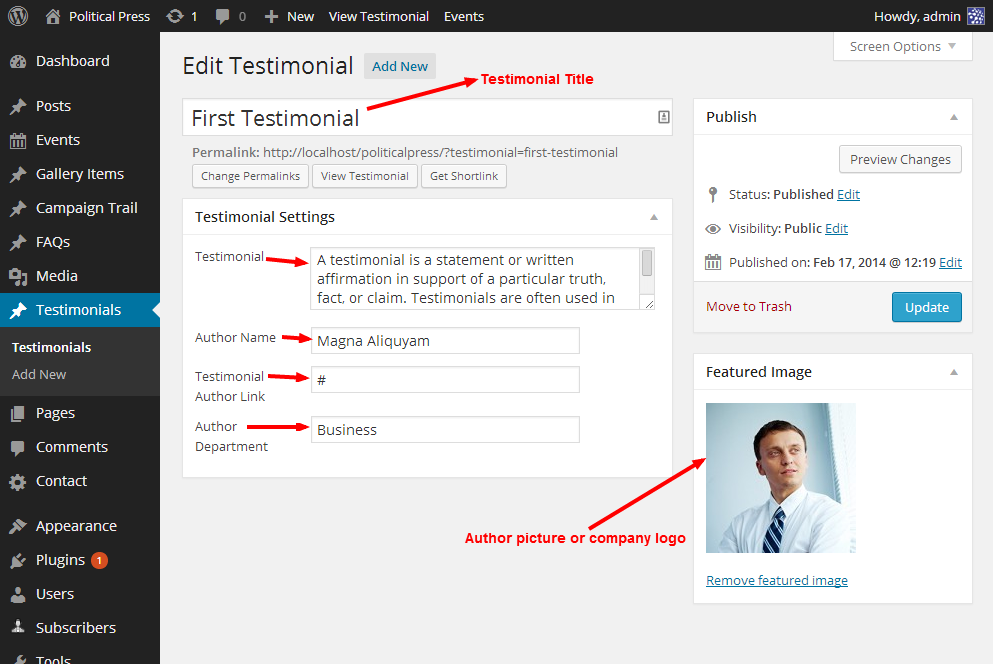 Political Press 1 0 New View Testimonial Events Howdy, admin
Screen Options
Dashboard
Posts
Events
Gallery Items
Campaign Trail
FAQs
Media
Testimonials
Testimonials
Add New
Pages
Comments
Contact
Appearance
Plugins 1
Users
Subscribers
Tools
Edit Testimonial Add New
Testimonial Title
First Testimonial
Permalink: http://localhost/politicalpress/?testimonial=first-testimonial
Change Permalinks View Testimonial Get Shortlink
Testimonial Settings
Testimonial
A testimonial is a statement or written
affirmation in support of a particular truth,
fact, or claim. Testimonials are often used in
Author Name
Magna Aliquyam
Testimonial
Author Link
#
Author
Department
Business
Author picture or company logo
Publish
Preview Changes
Status: Published Edit
Visibility: Public Edit
Published on: Feb 17, 2014 @ 12:19 Edit
Move to Trash Update
Featured Image
Remove featured image